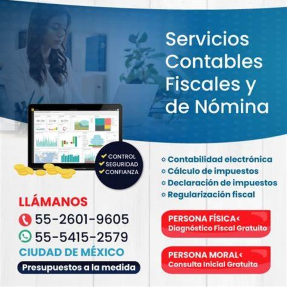 Servicios
Contables
Fiscales y
de Nómina
CONTROL
SEGURIDAD
CONFIANZA
Contabilidad electrónica
Cálculo de impuestos
Declaración de impuestos
Regularización fiscal
LLÁMANOS
55-2601-9605
55-5415-2579
CIUDAD DE MÉXICO
Presupuestos a la medida
PERSONA FÍSICA
Diagnóstico Fiscal Gratuito
PERSONA MORAL
Consulta Inicial Gratuita